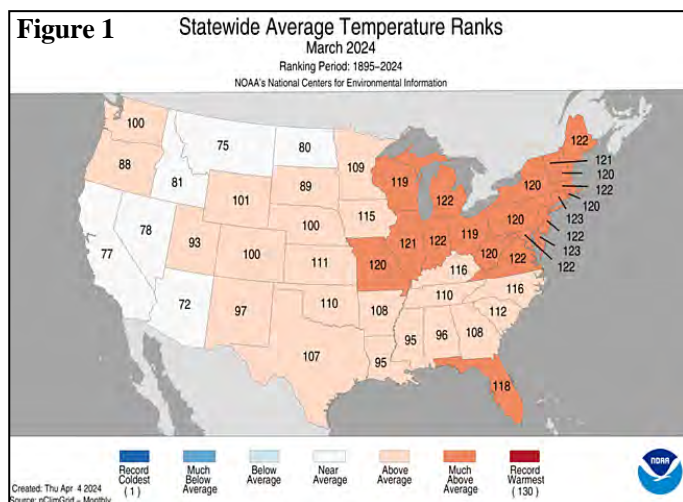 Figure 1
Statewide Average Temperature Ranks
March 2024
Ranking Period: 1895–2024
NOAA's National Centers for Environmental Information
100
88
75
80
81
101
89
109
119
122
122
121
120
122
120
123
122
123
122
120
120
77
78
93
100
100
115
121
122
119
120
122
111
120
116
116
72
97
110
108
110
112
107
95
95
96
108
118
Record
Coldest
(1)
Much
Below
Average
Below
Average
Near
Average
Above
Average
Much
Above
Average
Record
Warmest
(130)
Created: Thu Apr 4 2024
Source: nClimGrid–Monthly
NOAA